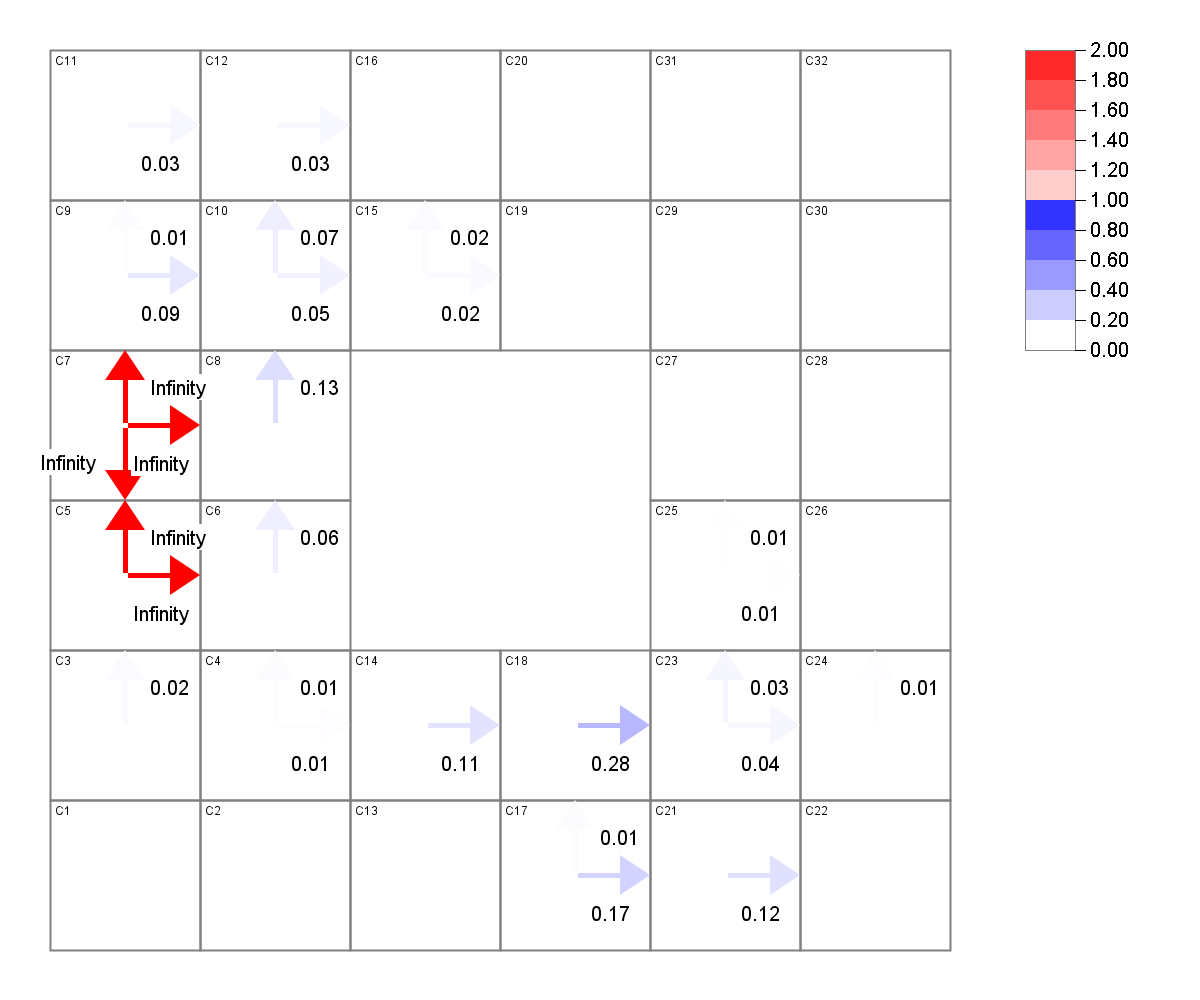 C11 C12 C16 C20 C31 C32
0.03 0.03
C9 C10 C15 C19 C29 C30
0.01 0.07 0.02
0.09 0.05 0.02
C7 C8 C27 C28
Infinity 0.13
Infinity Infinity
C5 C6 C25 C26
Infinity 0.06 0.01
Infinity 0.01
C3 C4 C14 C18 C23 C24
0.02 0.01 0.03 0.01
0.01 0.11 0.28 0.04
C1 C2 C13 C17 C21 C22
0.01
0.17 0.12
2.00
1.80
1.60
1.40
1.20
1.00
0.80
0.60
0.40
0.20
0.00